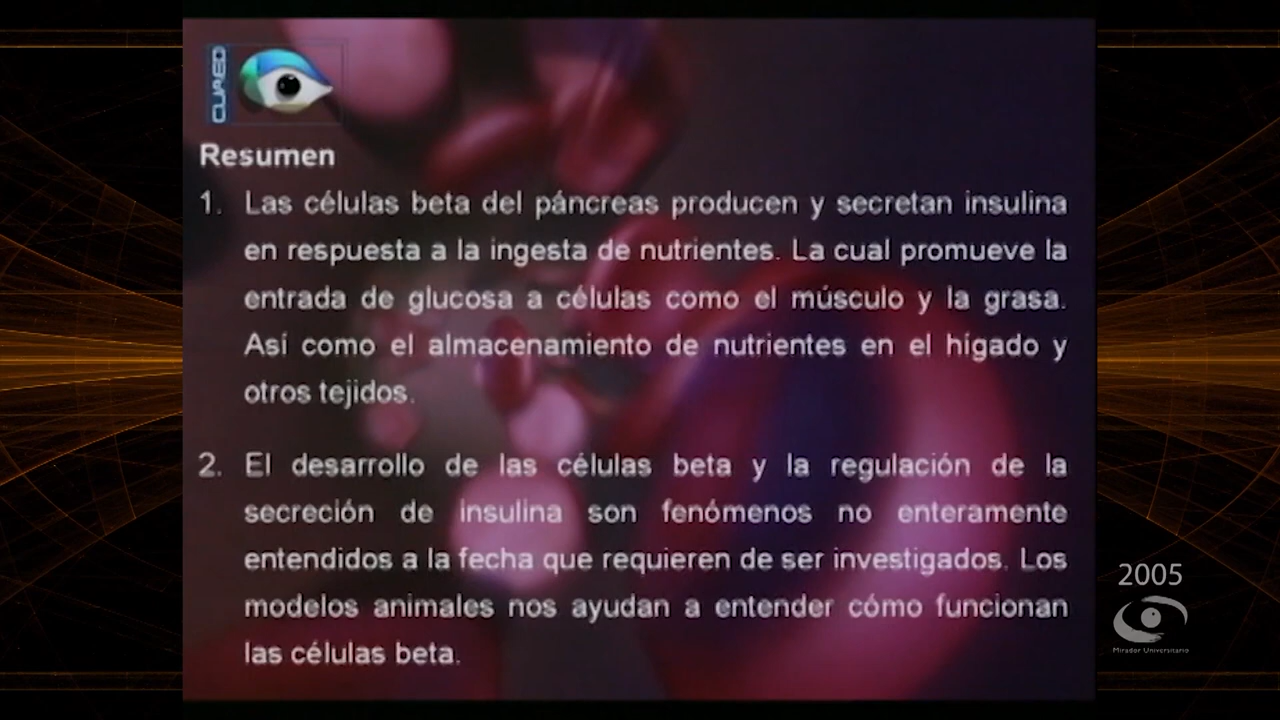 CUAED
Resumen
1. Las células beta del páncreas producen y secretan insulina
en respuesta a la ingesta de nutrientes. La cual promueve la
entrada de glucosa a células como el músculo y la grasa.
Así como el almacenamiento de nutrientes en el hígado y
otros tejidos.
2. El desarrollo de las células beta y la regulación de la
secreción de insulina son fenómenos no enteramente
entendidos a la fecha que requieren de ser investigados. Los
modelos animales nos ayudan a entender cómo funcionan
las células beta.
2005
Mirador Universitario